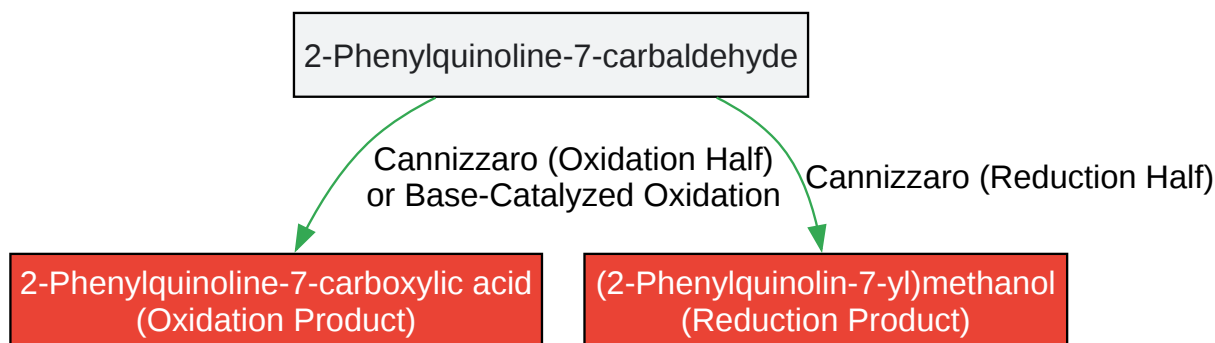 2-Phenylquinoline-7-carbaldehyde
Cannizzaro (Oxidation Half)
or Base-Catalyzed Oxidation
Cannizzaro (Reduction Half)
2-Phenylquinoline-7-carboxylic acid
(Oxidation Product)
(2-Phenylquinolin-7-yl)methanol
(Reduction Product)